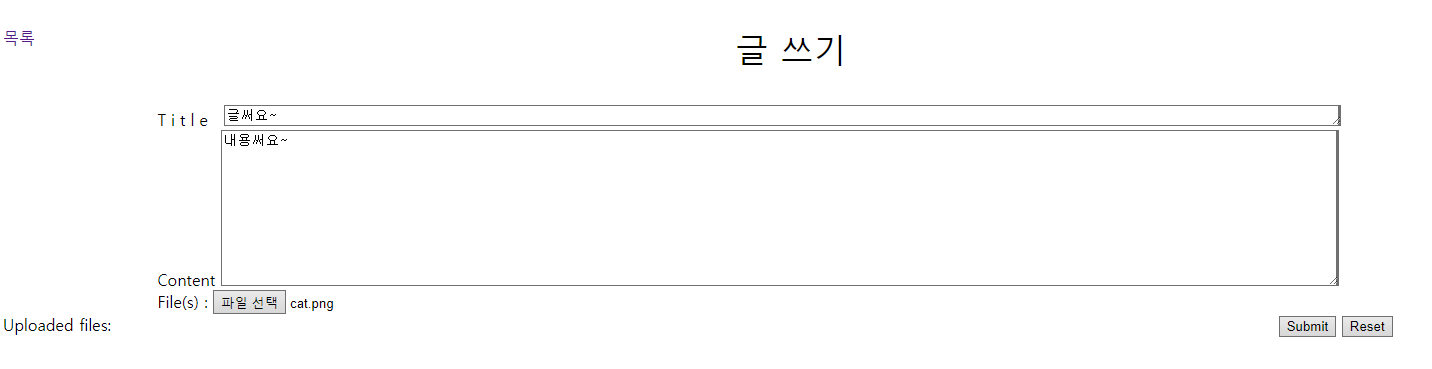 목록
글 쓰기
Title 글써요~
내용써요~
Content
File(s) : 파일 선택 cat.png
Uploaded files: Submit Reset